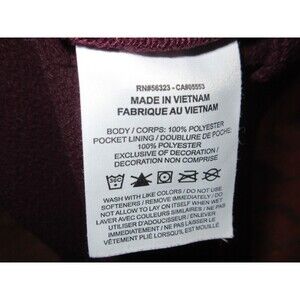 RN#56323 - CA#05553
MADE IN VIETNAM
FABRIQUE AU VIETNAM
BODY / CORPS: 100% POLYESTER
POCKET LINING / DOUBLURE DE POCHE:
100% POLYESTER
EXCLUSIVE OF DECORATION /
DECORATION NON COMPRISE
WASH WITH LIKE COLORS / DO NOT USE
SOFTENERS / REMOVE IMMEDIATELY / DO
NOT ALLOW TO LAY ON ITSELF WHEN WET
LAVER AVEC COULEURS SIMILAIRES / NE PAS
UTILISER D'ADOUCISSEUR / ENLEVER
IMMÉDIATEMENT / NE PAS LAISSER CE
VÊTEMENT PLIÉ LORSQU'IL EST MOUILLÉ